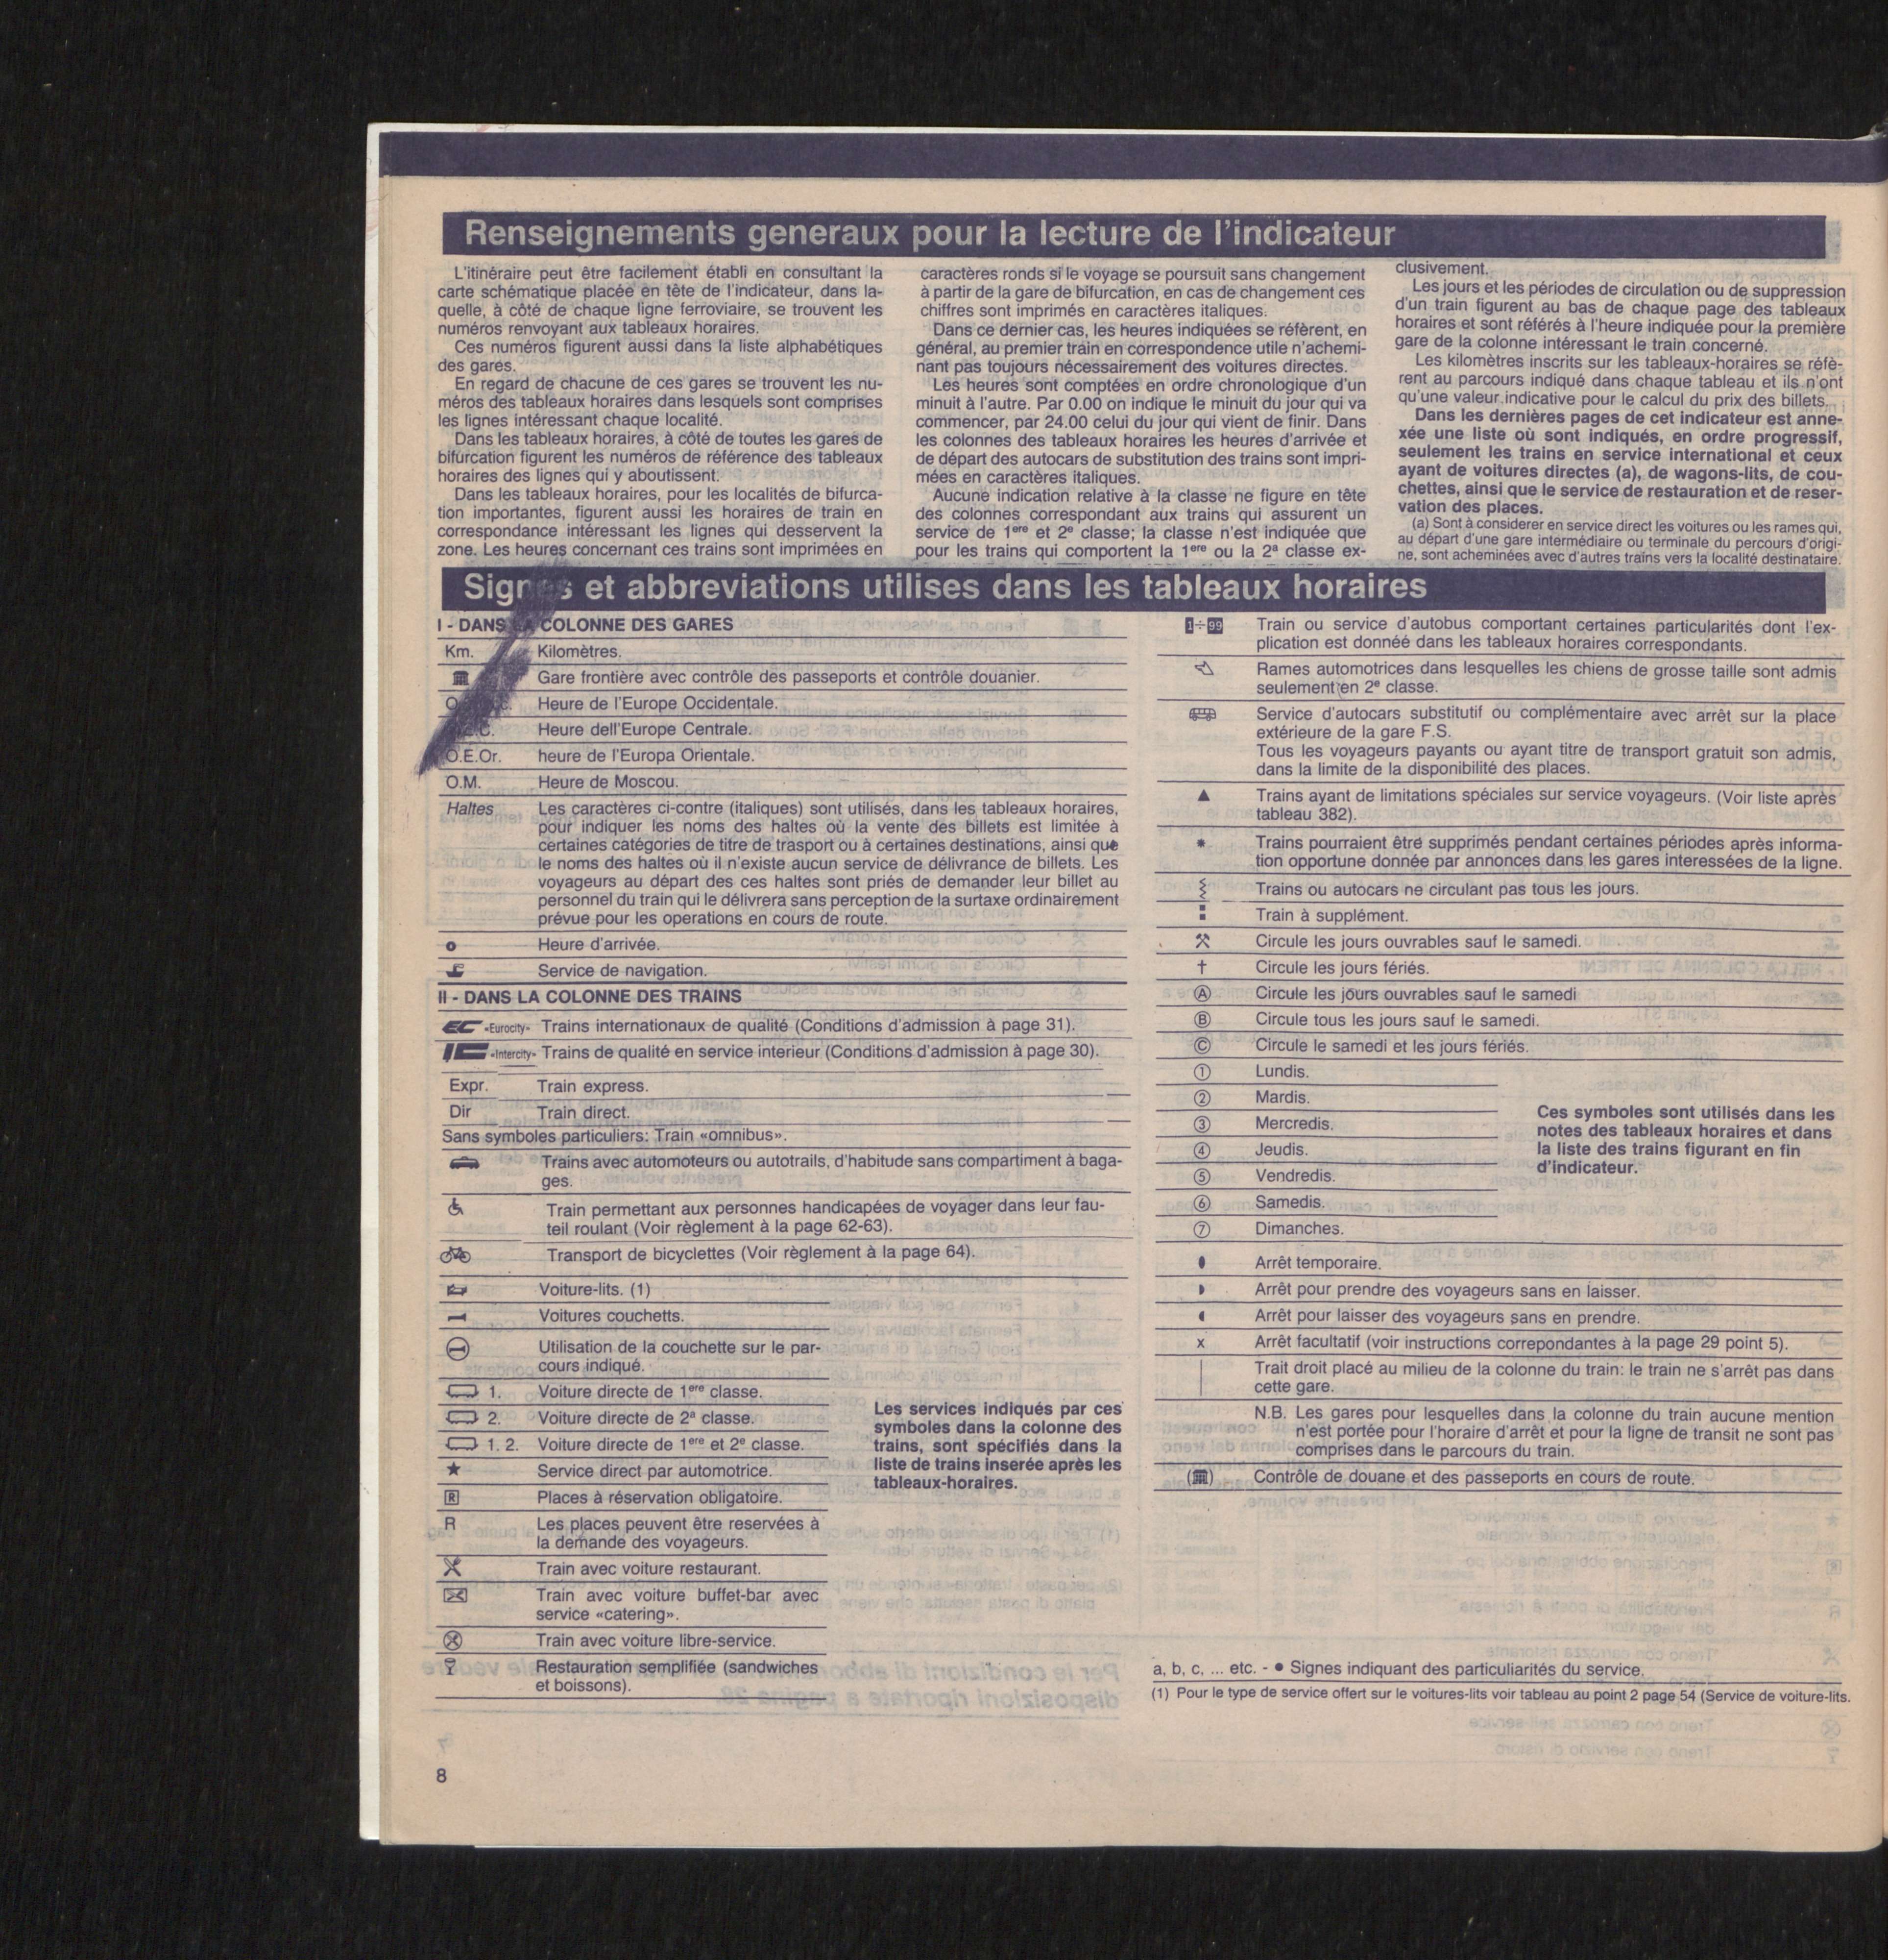 Renseignements generaux pour la lecture de l'indicateur
L'itinéraire peut être facilement établi en consultant la
carte schématique placée en tête de l'indicateur, dans la-
quelle, à côté de chaque ligne ferroviaire, se trouvent les
numéros renvoyant aux tableaux horaires.
Ces numéros figurent aussi dans la liste alphabétiques
des gares.
En regard de chacune de ces gares se trouvent les nu-
méros des tableaux horaires dans lesquels sont comprises
les lignes intéressant chaque localité.
Dans les tableaux horaires, à côté de toutes les gares de
bifurcation figurent les numéros de référence des tableaux
horaires des lignes qui y aboutissent.
Dans les tableaux horaires, pour les localités de bifurca-
tion importantes, figurent aussi les horaires de train en
correspondance intéressant les lignes qui desservent la
zone. Les heures concernant ces trains sont imprimées en
caractères ronds si le voyage se poursuit sans changement
à partir de la gare de bifurcation, en cas de changement ces
chiffres sont imprimés en caractères italiques.
Dans ce dernier cas, les heures indiquées se réfèrent, en
général, au premier train en correspondence utile n'achemi-
nant pas toujours nécessairement des voitures directes.
Les heures sont comptées en ordre chronologique d'un
minuit à l'autre. Par 0.00 on indique le minuit du jour qui va
commencer, par 24.00 celui du jour qui vient de finir. Dans
les colonnes des tableaux horaires les heures d'arrivée et
de départ des autocars de substitution des trains sont impri-
mées en caractères italiques.
Aucune indication relative à la classe ne figure en tête
des colonnes correspondant aux trains qui assurent un
service de 1ere et 2e classe; la classe n'est indiquée que
pour les trains qui comportent la 1ere ou la 2a classe ex-
clusivement.
Les jours et les périodes de circulation ou de suppression
d'un train figurent au bas de chaque page des tableaux
horaires et sont référés à l'heure indiquée pour la première
gare de la colonne intéressant le train concerné.
Les kilomètres inscrits sur les tableaux-horaires se réfè-
rent au parcours indiqué dans chaque tableau et ils n'ont
qu'une valeur indicative pour le calcul du prix des billets.
Dans les dernières pages de cet indicateur est anne-
xée une liste où sont indiqués, en ordre progressif,
seulement les trains en service international et ceux
ayant de voitures directes (a), de wagons-lits, de cou-
chettes, ainsi que le service de restauration et de reser-
vation des places.
(a) Sont à considerer en service direct les voitures ou les rames qui,
au départ d'une gare intermédiaire ou terminale du percours d'origi-
ne, sont acheminées avec d'autres trains vers la localité destinataire.
Signes et abbreviations utilises dans les tableaux horaires
I - DANS LA COLONNE DES GARES
Km. Kilomètres.
Gare frontière avec contrôle des passeports et contrôle douanier.
Heure de l'Europe Occidentale.
Heure dell'Europe Centrale.
O.E.Or. heure de l'Europa Orientale.
O.M. Heure de Moscou.
Haltes Les caractères ci-contre (italiques) sont utilisés, dans les tableaux horaires,
pour indiquer les noms des haltes où la vente des billets est limitée à
certaines catégories de titre de trasport ou à certaines destinations, ainsi que
le noms des haltes où il n'existe aucun service de délivrance de billets. Les
voyageurs au départ des ces haltes sont priés de demander leur billet au
personnel du train qui le délivrera sans perception de la surtaxe ordinairement
prévue pour les operations en cours de route.
Heure d'arrivée.
Service de navigation.
II - DANS LA COLONNE DES TRAINS
EC «Eurocity» Trains internationaux de qualité (Conditions d'admission à page 31).
IC «Intercity» Trains de qualité en service interieur (Conditions d'admission à page 30).
Expr. Train express.
Dir Train direct.
Sans symboles particuliers: Train «omnibus».
Trains avec automoteurs ou autotrails, d'habitude sans compartiment à baga-
ges.
Train permettant aux personnes handicapées de voyager dans leur fau-
teil roulant (Voir règlement à la page 62-63).
Transport de bicyclettes (Voir règlement à la page 64).
Voiture-lits. (1)
Voitures couchetts.
Utilisation de la couchette sur le par-
cours indiqué.
1. Voiture directe de 1ere classe.
2. Voiture directe de 2a classe.
1. 2. Voiture directe de 1ere et 2e classe.
★ Service direct par automotrice.
R Places à réservation obligatoire.
R Les places peuvent être reservées à
la demande des voyageurs.
Train avec voiture restaurant.
Train avec voiture buffet-bar avec
service «catering».
Train avec voiture libre-service.
Restauration semplifiée (sandwiches
et boissons).
Les services indiqués par ces
symboles dans la colonne des
trains, sont spécifiés dans la
liste de trains inserée après les
tableaux-horaires.
1÷99 Train ou service d'autobus comportant certaines particularités dont l'ex-
plication est donnéé dans les tableaux horaires correspondants.
Rames automotrices dans lesquelles les chiens de grosse taille sont admis
seulement en 2e classe.
Service d'autocars substitutif ou complémentaire avec arrêt sur la place
extérieure de la gare F.S.
Tous les voyageurs payants ou ayant titre de transport gratuit son admis,
dans la limite de la disponibilité des places.
▲ Trains ayant de limitations spéciales sur service voyageurs. (Voir liste après
tableau 382).
* Trains pourraient être supprimés pendant certaines périodes après informa-
tion opportune donnée par annonces dans les gares interessées de la ligne.
Trains ou autocars ne circulant pas tous les jours.
Train à supplément.
Circule les jours ouvrables sauf le samedi.
† Circule les jours fériés.
Ⓐ Circule les jours ouvrables sauf le samedi
Ⓑ Circule tous les jours sauf le samedi.
Ⓒ Circule le samedi et les jours fériés.
① Lundis.
② Mardis.
③ Mercredis.
④ Jeudis.
⑤ Vendredis.
⑥ Samedis.
⑦ Dimanches.
Ces symboles sont utilisés dans les
notes des tableaux horaires et dans
la liste des trains figurant en fin
d'indicateur.
Arrêt temporaire.
Arrêt pour prendre des voyageurs sans en laisser.
Arrêt pour laisser des voyageurs sans en prendre.
x Arrêt facultatif (voir instructions correpondantes à la page 29 point 5).
Trait droit placé au milieu de la colonne du train: le train ne s'arrêt pas dans
cette gare.
N.B. Les gares pour lesquelles dans la colonne du train aucune mention
n'est portée pour l'horaire d'arrêt et pour la ligne de transit ne sont pas
comprises dans le parcours du train.
Contrôle de douane et des passeports en cours de route.
a, b, c, ... etc. - ● Signes indiquant des particuliarités du service.
(1) Pour le type de service offert sur le voitures-lits voir tableau au point 2 page 54 (Service de voiture-lits.
8